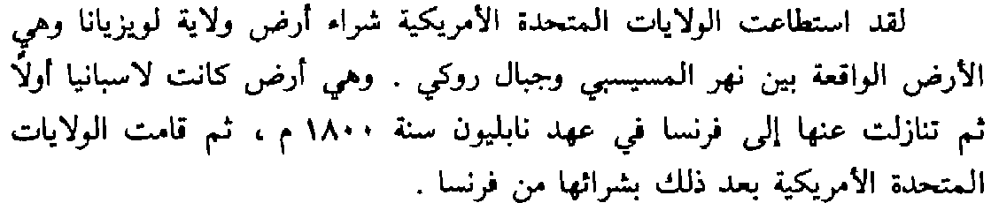 لقد استطاعت الولايات المتحدة الأمريكية شراء أرض ولاية لويزيانا وهي
الأرض الواقعة بين نهر المسيسبي وجبال روكي . وهي أرض كانت لاسبانيا أولًا
ثم تنازلت عنها إلى فرنسا في عهد نابليون سنة ١٨٠٠ م ، ثم قامت الولايات
المتحدة الأمريكية بعد ذلك بشرائها من فرنسا .